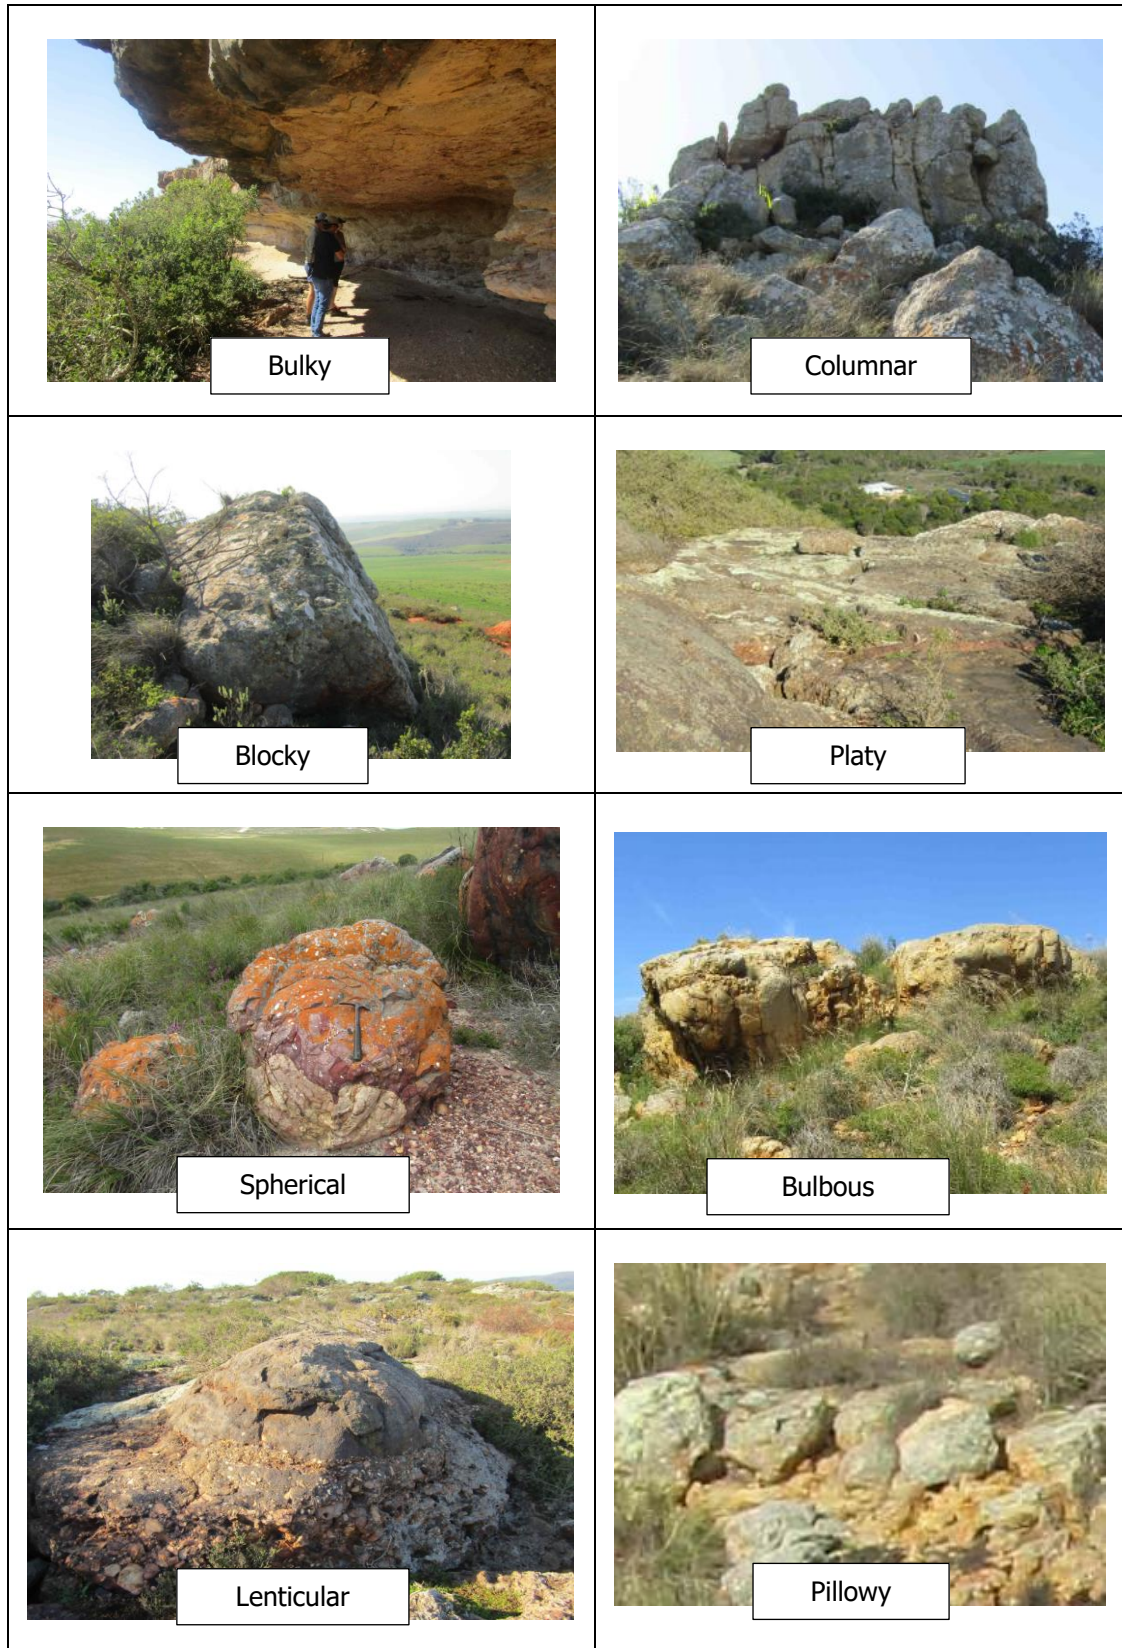 Bulky
Columnar
Blocky
Platy
Spherical
Bulbous
Lenticular
Pillowy